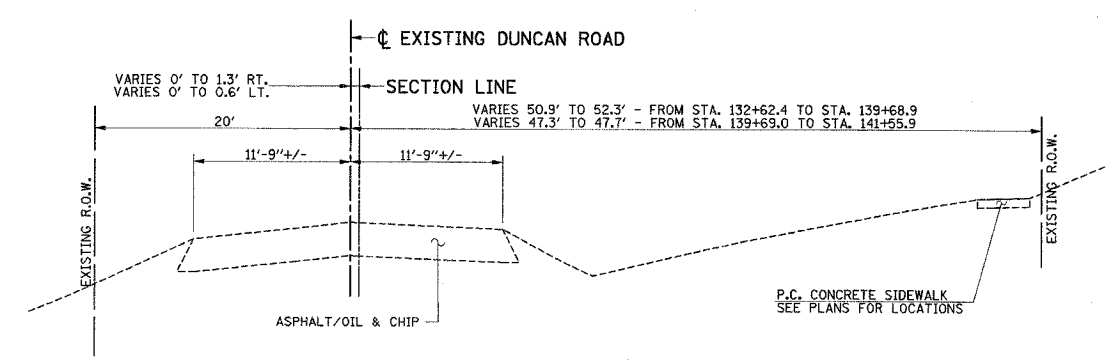 ℄ EXISTING DUNCAN ROAD
VARIES 0' TO 1.3' RT.
VARIES 0' TO 0.6' LT.
SECTION LINE
VARIES 50.9' TO 52.3' - FROM STA. 132+62.4 TO STA. 139+68.9
VARIES 47.3' TO 47.7' - FROM STA. 139+69.0 TO STA. 141+55.9
20'
11'-9"+/-
11'-9"+/-
EXISTING R.O.W.
EXISTING R.O.W.
P.C. CONCRETE SIDEWALK
SEE PLANS FOR LOCATIONS
ASPHALT/OIL & CHIP